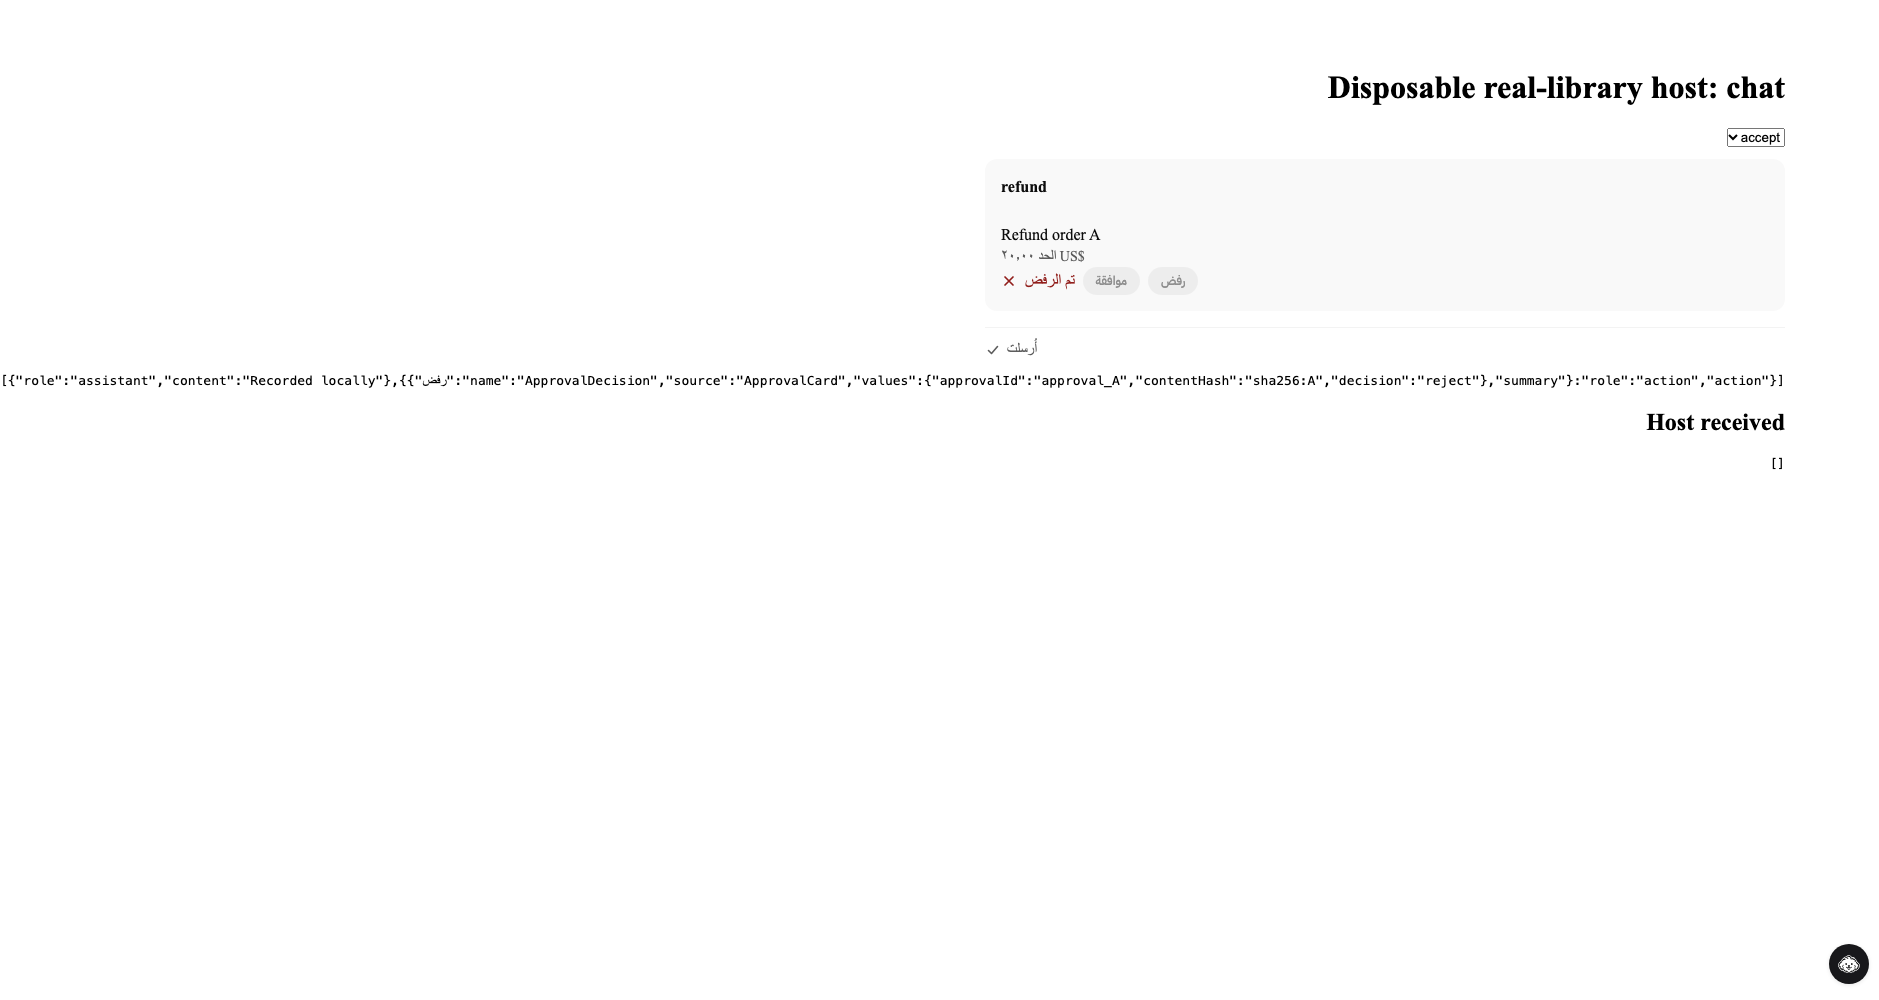 Disposable real-library host: chat
accept
refund
Refund order A
الحد ٢٠٫٠٠ US$
تم الرفض موافقة رفض
أُرسلت
[{"role":"assistant","content":"Recorded locally"},{{"رفض":"name":"ApprovalDecision","source":"ApprovalCard","values":{"approvalId":"approval_A","contentHash":"sha256:A","decision":"reject"},"summary"}:"role":"action","action"}]
Host received
[]